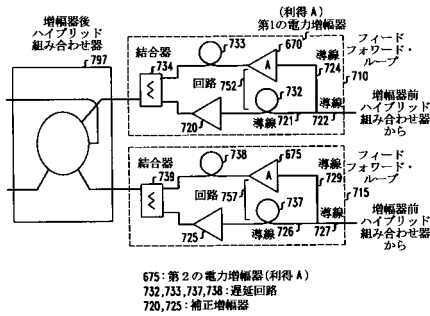 増幅器後
ハイブリッド
組み合わせ器
797
(利得A)
第1の電力増幅器
結合器
734
733
670
A
フィード
フォワード・
ループ
導線
724
710
回路
752
732
720
導線
721
導線
722
増幅器前
ハイブリッド
組み合わせ器
から
結合器
739
738
675
A
フィード
フォワード・
ループ
導線
729
715
回路
757
737
725
導線
726
導線
727
増幅器前
ハイブリッド
組み合わせ器
から
675:第2の電力増幅器(利得A)
732,733,737,738:遅延回路
720,725:補正増幅器